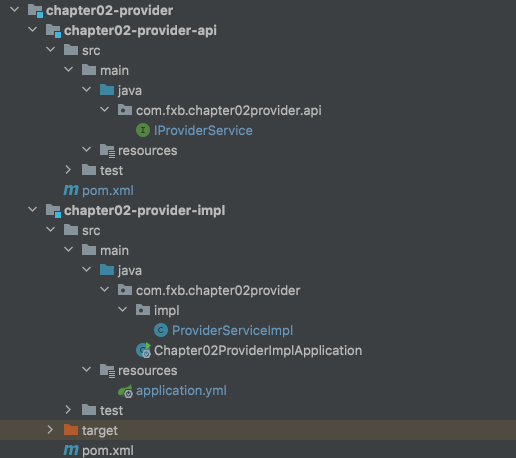 chapter02-provider
chapter02-provider-api
src
main
java
com.fxb.chapter02provider.api
I IProviderService
resources
test
m pom.xml
chapter02-provider-impl
src
main
java
com.fxb.chapter02provider
impl
C ProviderServiceImpl
Chapter02ProviderImplApplication
resources
application.yml
test
target
m pom.xml